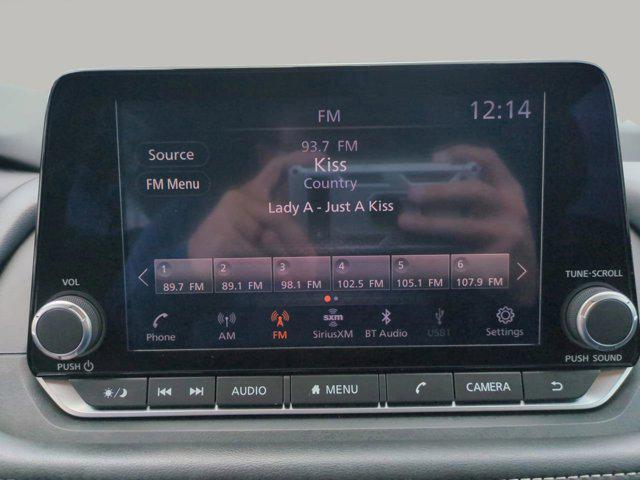 FM
12:14
93.7 FM
Source
Kiss
FM Menu
Country
Lady A - Just A Kiss
1 2 3 4 5 6
89.7 FM 89.1 FM 98.1 FM 102.5 FM 105.1 FM 107.9 FM
VOL
TUNE-SCROLL
sxm
Phone AM FM SiriusXM BT Audio USB1 Settings
PUSH
PUSH SOUND
AUDIO MENU CAMERA